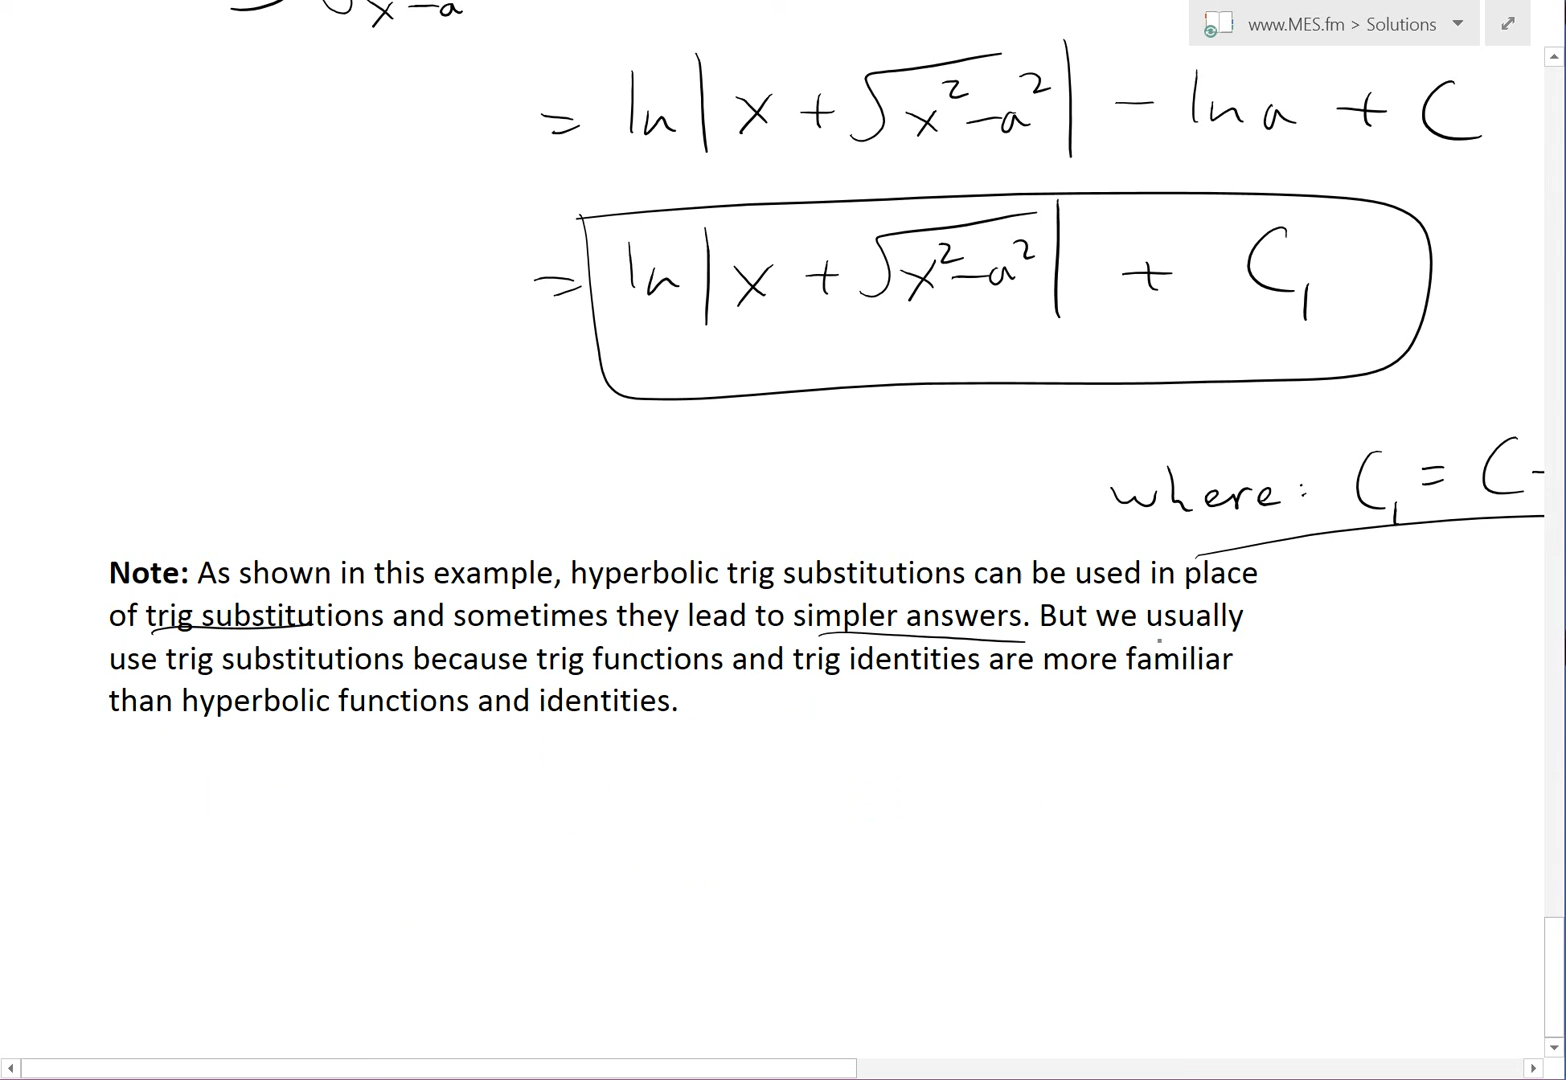 √x²-a²
www.MES.fm > Solutions
= ln|x + √x²-a²| - ln a + C
= ln|x + √x²-a²| + C₁
where: C₁ = C -
Note: As shown in this example, hyperbolic trig substitutions can be used in place
of trig substitutions and sometimes they lead to simpler answers. But we usually
use trig substitutions because trig functions and trig identities are more familiar
than hyperbolic functions and identities.